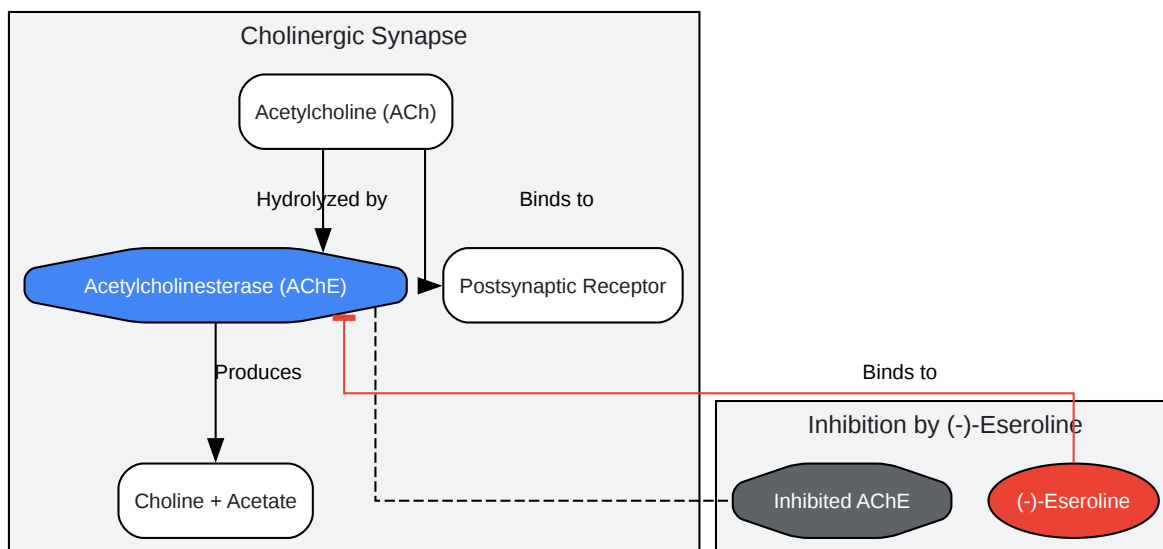 Cholinergic Synapse
Acetylcholine (ACh)
Hydrolyzed by
Binds to
Acetylcholinesterase (AChE)
Postsynaptic Receptor
Produces
Binds to
Inhibition by (-)-Eseroline
Choline + Acetate
Inhibited AChE
(-)-Eseroline